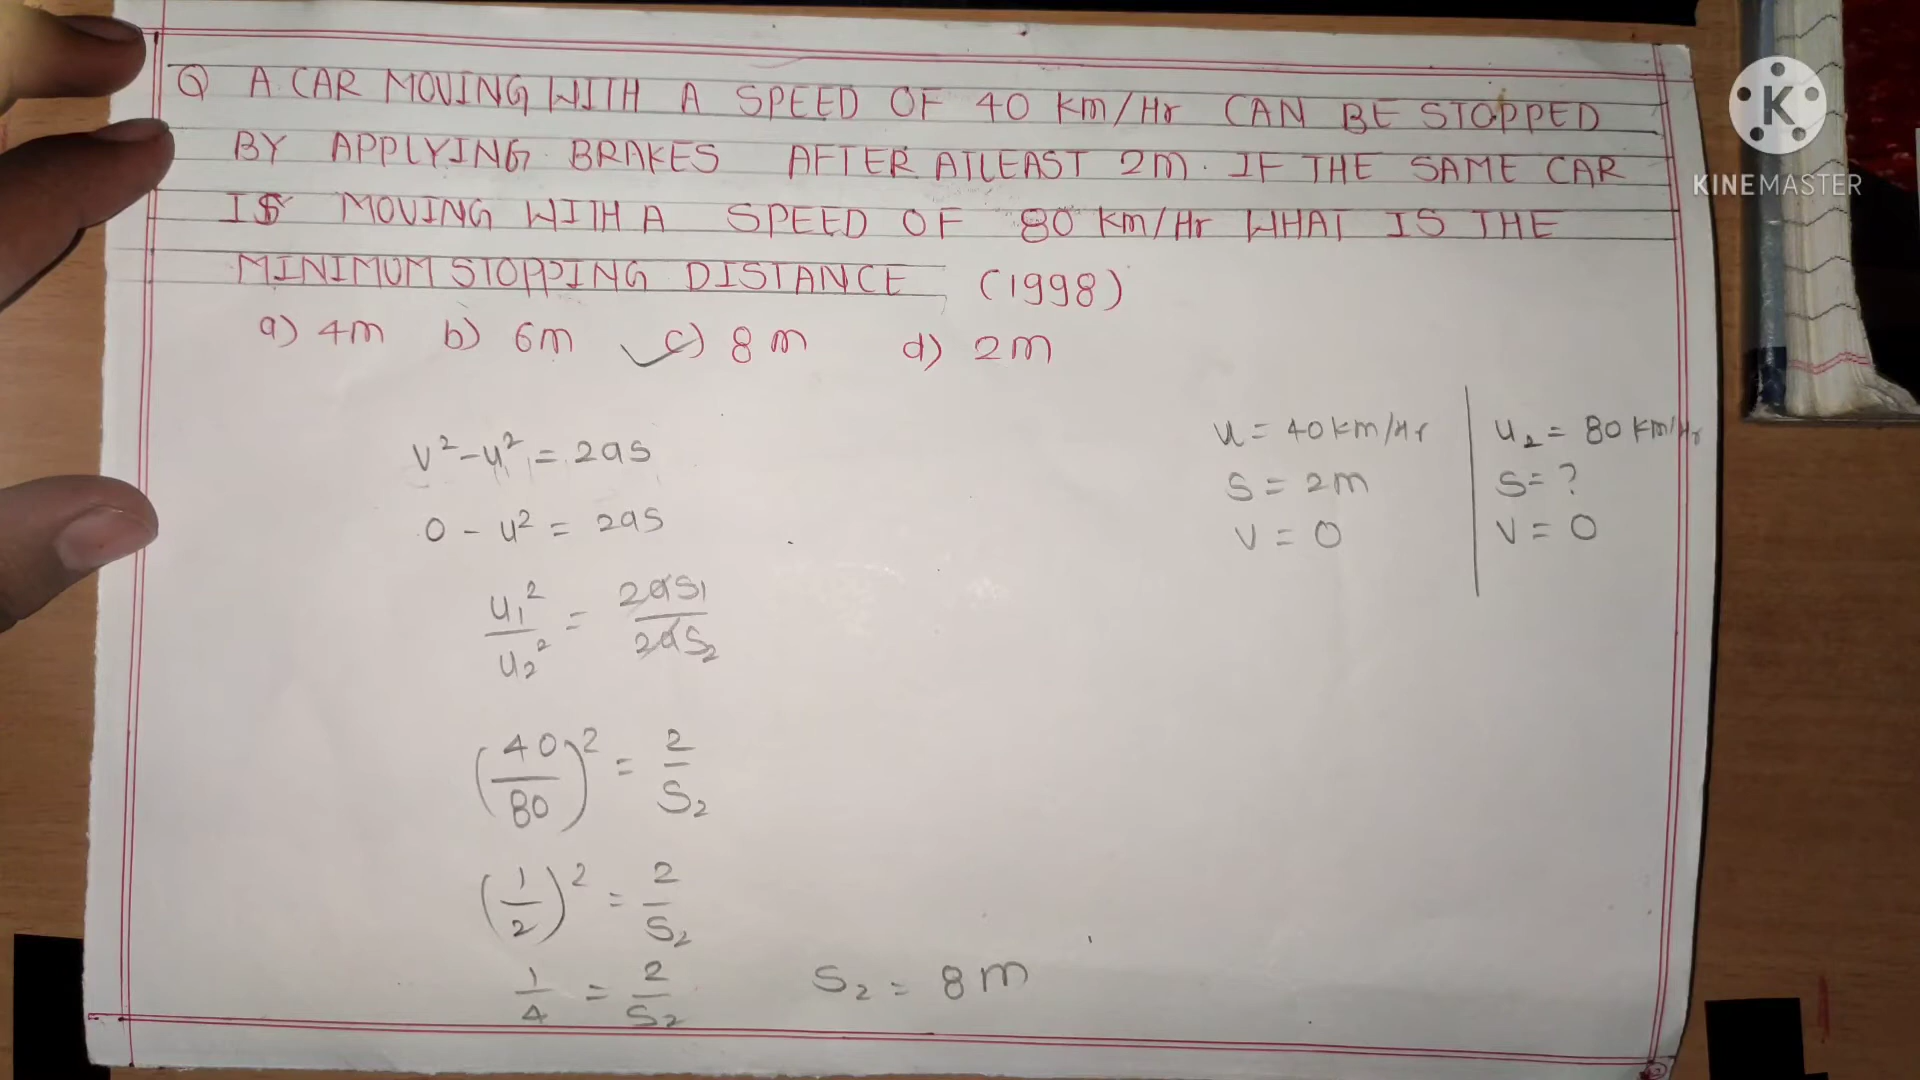 Q A CAR MOVING WITH A SPEED OF 40 KM/Hr CAN BE STOPPED
BY APPLYING BRAKES AFTER ATLEAST 2M. IF THE SAME CAR
IS MOVING WITH A SPEED OF 80 KM/Hr WHAT IS THE
MINIMUM STOPPING DISTANCE (1998)
a) 4m b) 6m c) 8m d) 2m
v² - u² = 2as
0 - u² = 2as
u₁²/u₂² = 2as₁/2as₂
(40/80)² = 2/S₂
(1/2)² = 2/S₂
1/4 = 2/S₂ S₂ = 8m
u = 40 KM/Hr
S = 2m
V = 0
u₂ = 80 KM/Hr
S = ?
V = 0
K
KINEMASTER